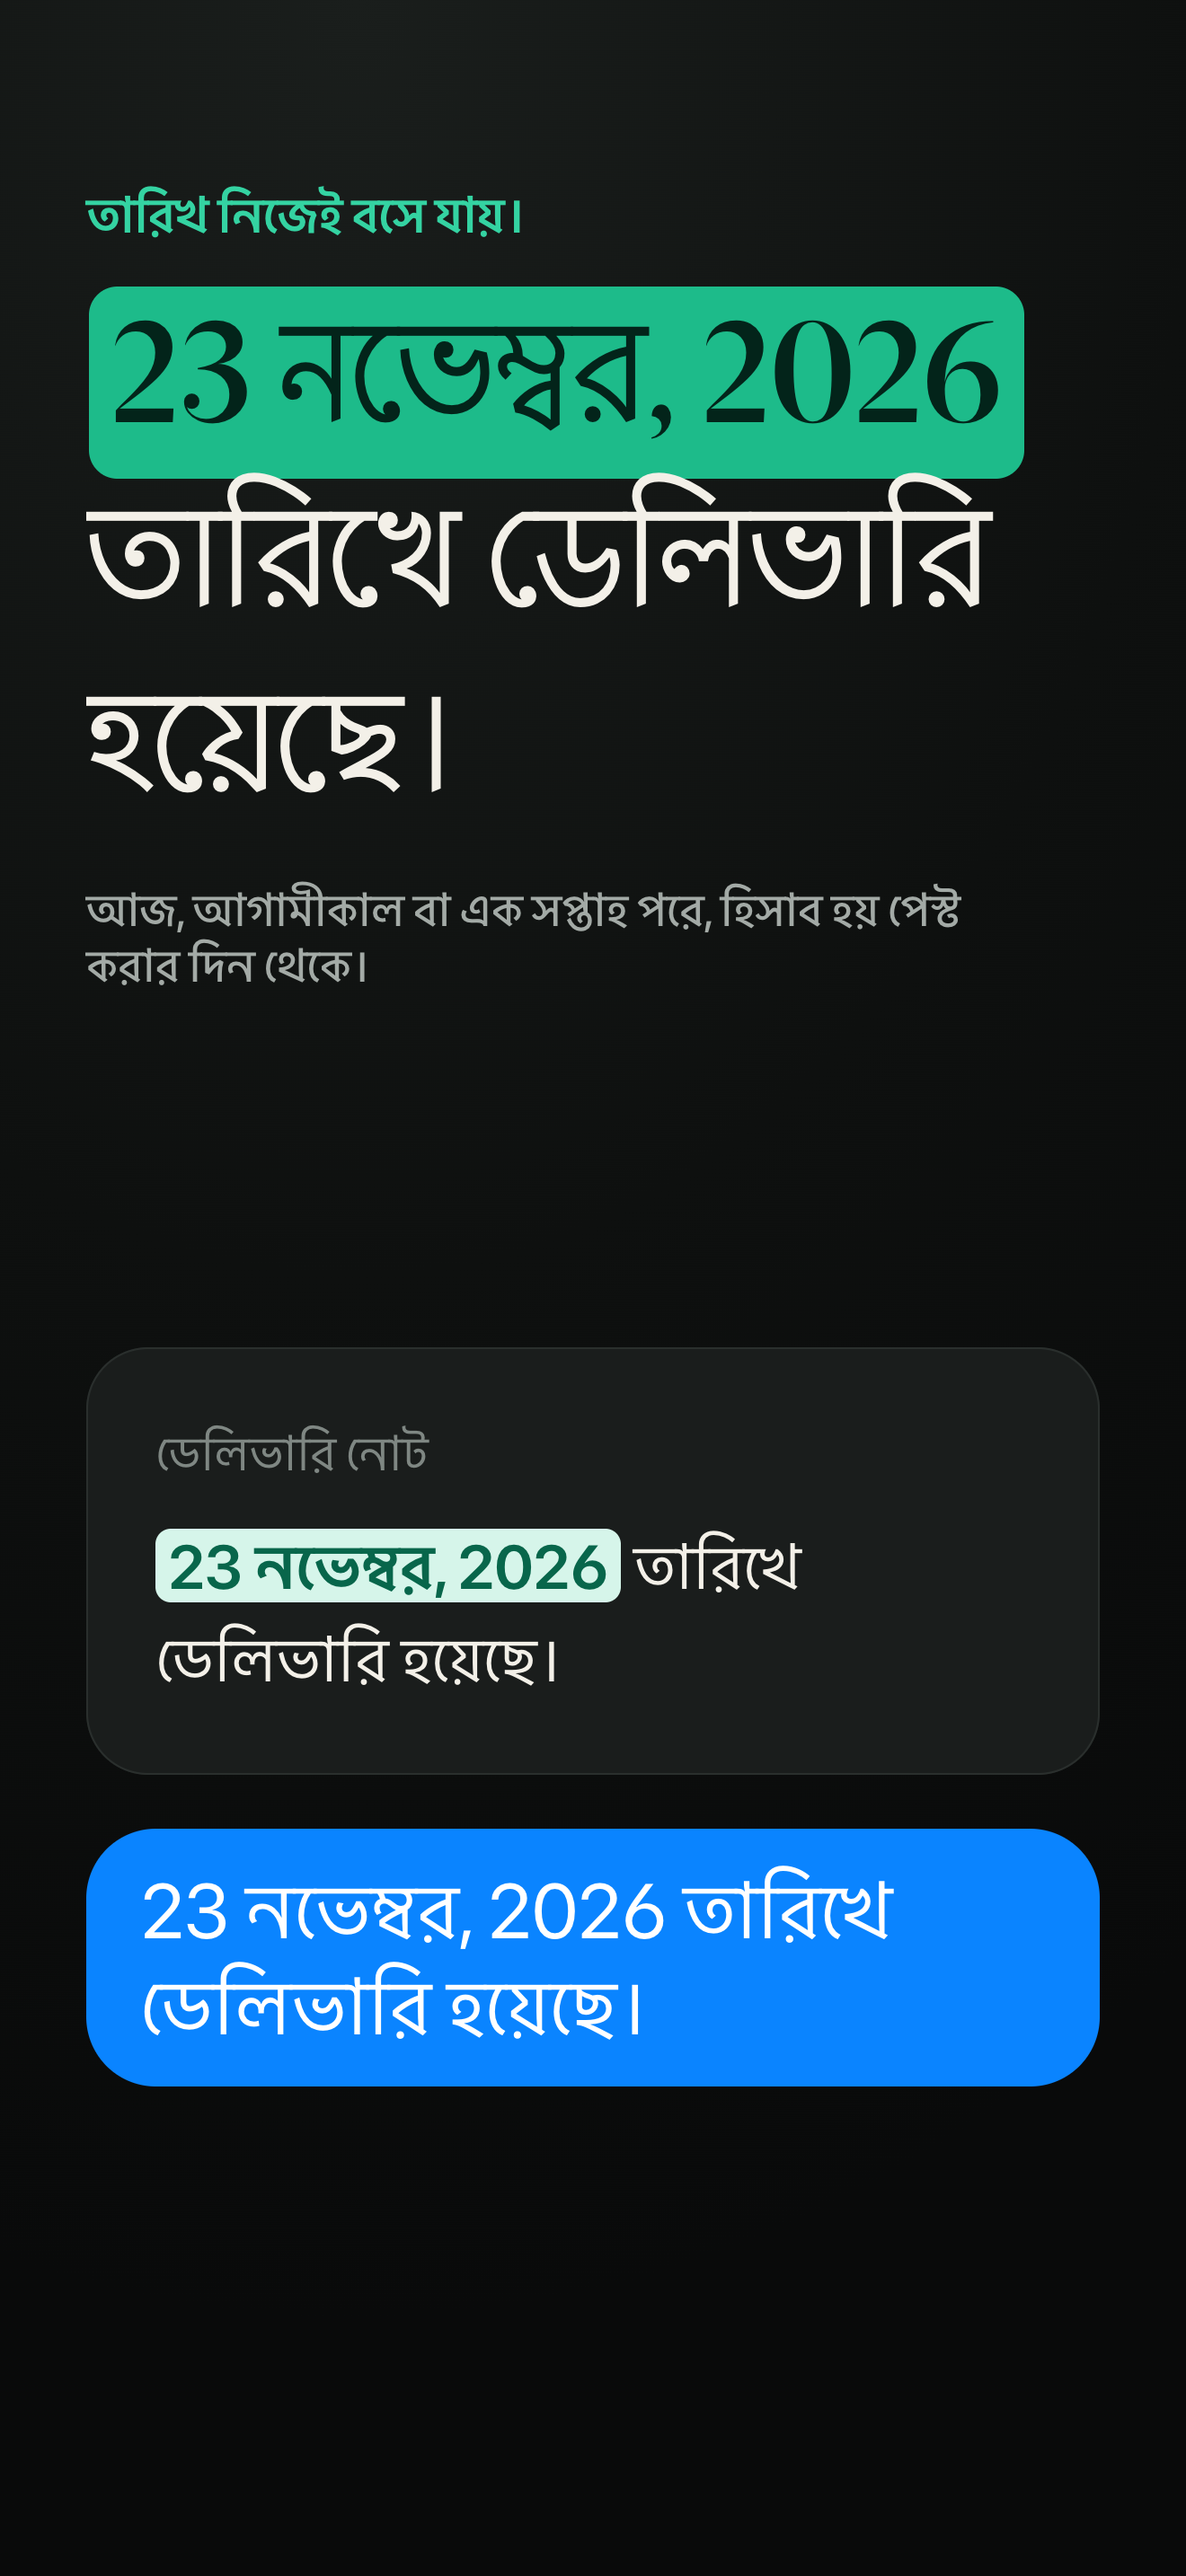 তারিখ নিজেই বসে যায়।
23 নভেম্বর, 2026
তারিখে ডেলিভারি
হয়েছে।
আজ, আগামীকাল বা এক সপ্তাহ পরে, হিসাব হয় পেস্ট
করার দিন থেকে।
ডেলিভারি নোট
23 নভেম্বর, 2026 তারিখে
ডেলিভারি হয়েছে।
23 নভেম্বর, 2026 তারিখে
ডেলিভারি হয়েছে।